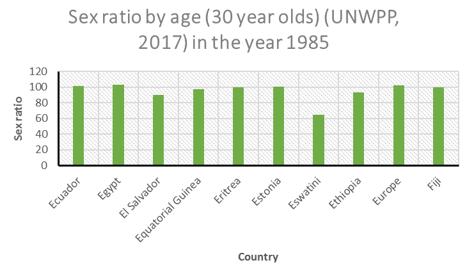 Sex ratio by age (30 year olds) (UNWPP,
2017) in the year 1985
120
100
80
60
40
20
0
Sex ratio
Ecuador
Egypt
El Salvador
Equatorial Guinea
Eritrea
Estonia
Eswatini
Ethiopia
Europe
Fiji
Country